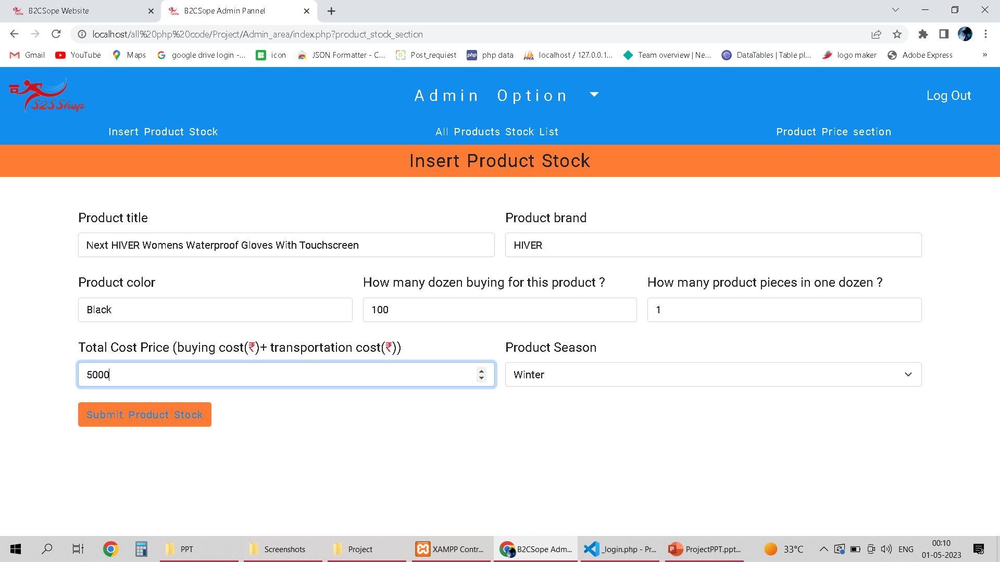 B2CSope Website
B2CSope Admin Pannel
localhost/all%20php%20code/Project/Admin_area/index.php?product_stock_section
Gmail
YouTube
Maps
google drive login -...
icon
JSON Formatter - C...
Post_requiest
php data
localhost / 127.0.0.1...
Team overview | Ne...
DataTables | Table pl...
logo maker
Adobe Express
»
S2SShop
Admin Option
Log Out
Insert Product Stock
All Products Stock List
Product Price section
Insert Product Stock
Product title
Product brand
Next HIVER Womens Waterproof Gloves With Touchscreen
HIVER
Product color
How many dozen buying for this product ?
How many product pieces in one dozen ?
Black
100
1
Total Cost Price (buying cost(₹)+ transportation cost(₹))
Product Season
5000
Winter
Submit Product Stock
PPT
Screenshots
Project
XAMPP Contr...
B2CSope Adm...
_login.php - Pr...
ProjectPPT.ppt...
33°C
ENG
00:10
01-05-2023